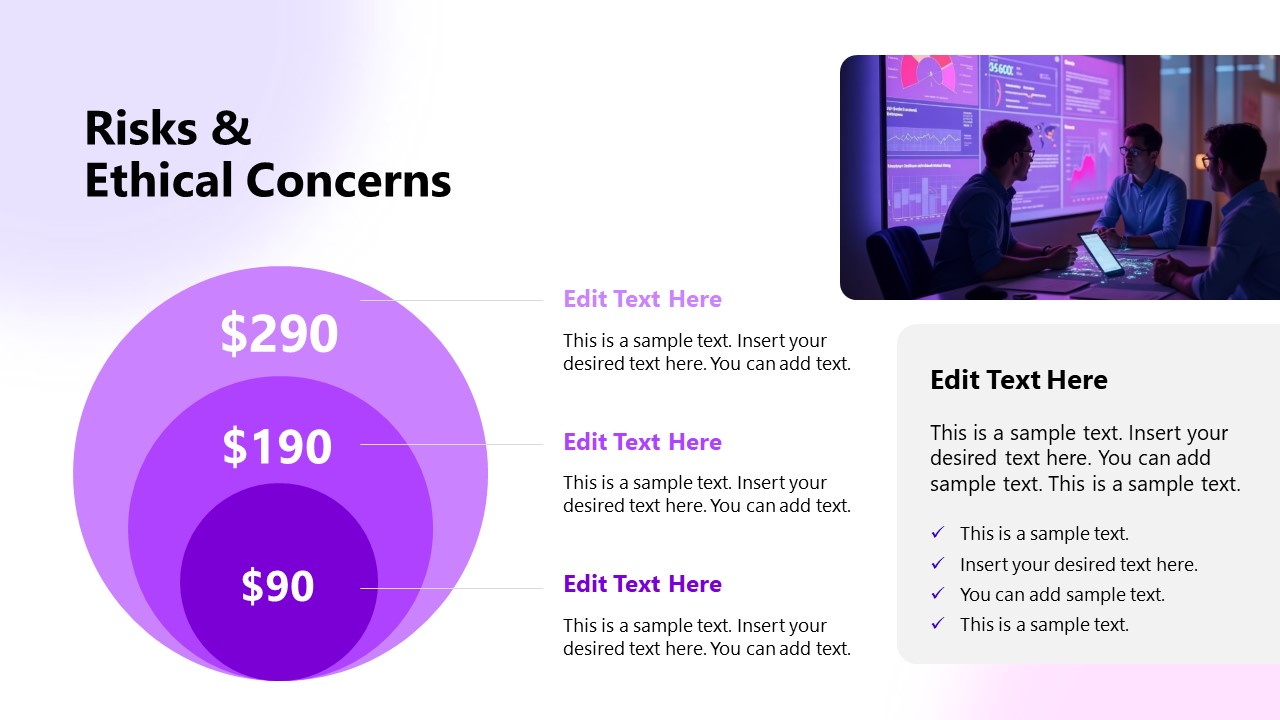 Risks &
Ethical Concerns
$290
$190
$90
Edit Text Here
This is a sample text. Insert your
desired text here. You can add text.
Edit Text Here
This is a sample text. Insert your
desired text here. You can add text.
Edit Text Here
This is a sample text. Insert your
desired text here. You can add text.
Edit Text Here
This is a sample text. Insert your
desired text here. You can add
sample text. This is a sample text.
✓ This is a sample text.
✓ Insert your desired text here.
✓ You can add sample text.
✓ This is a sample text.